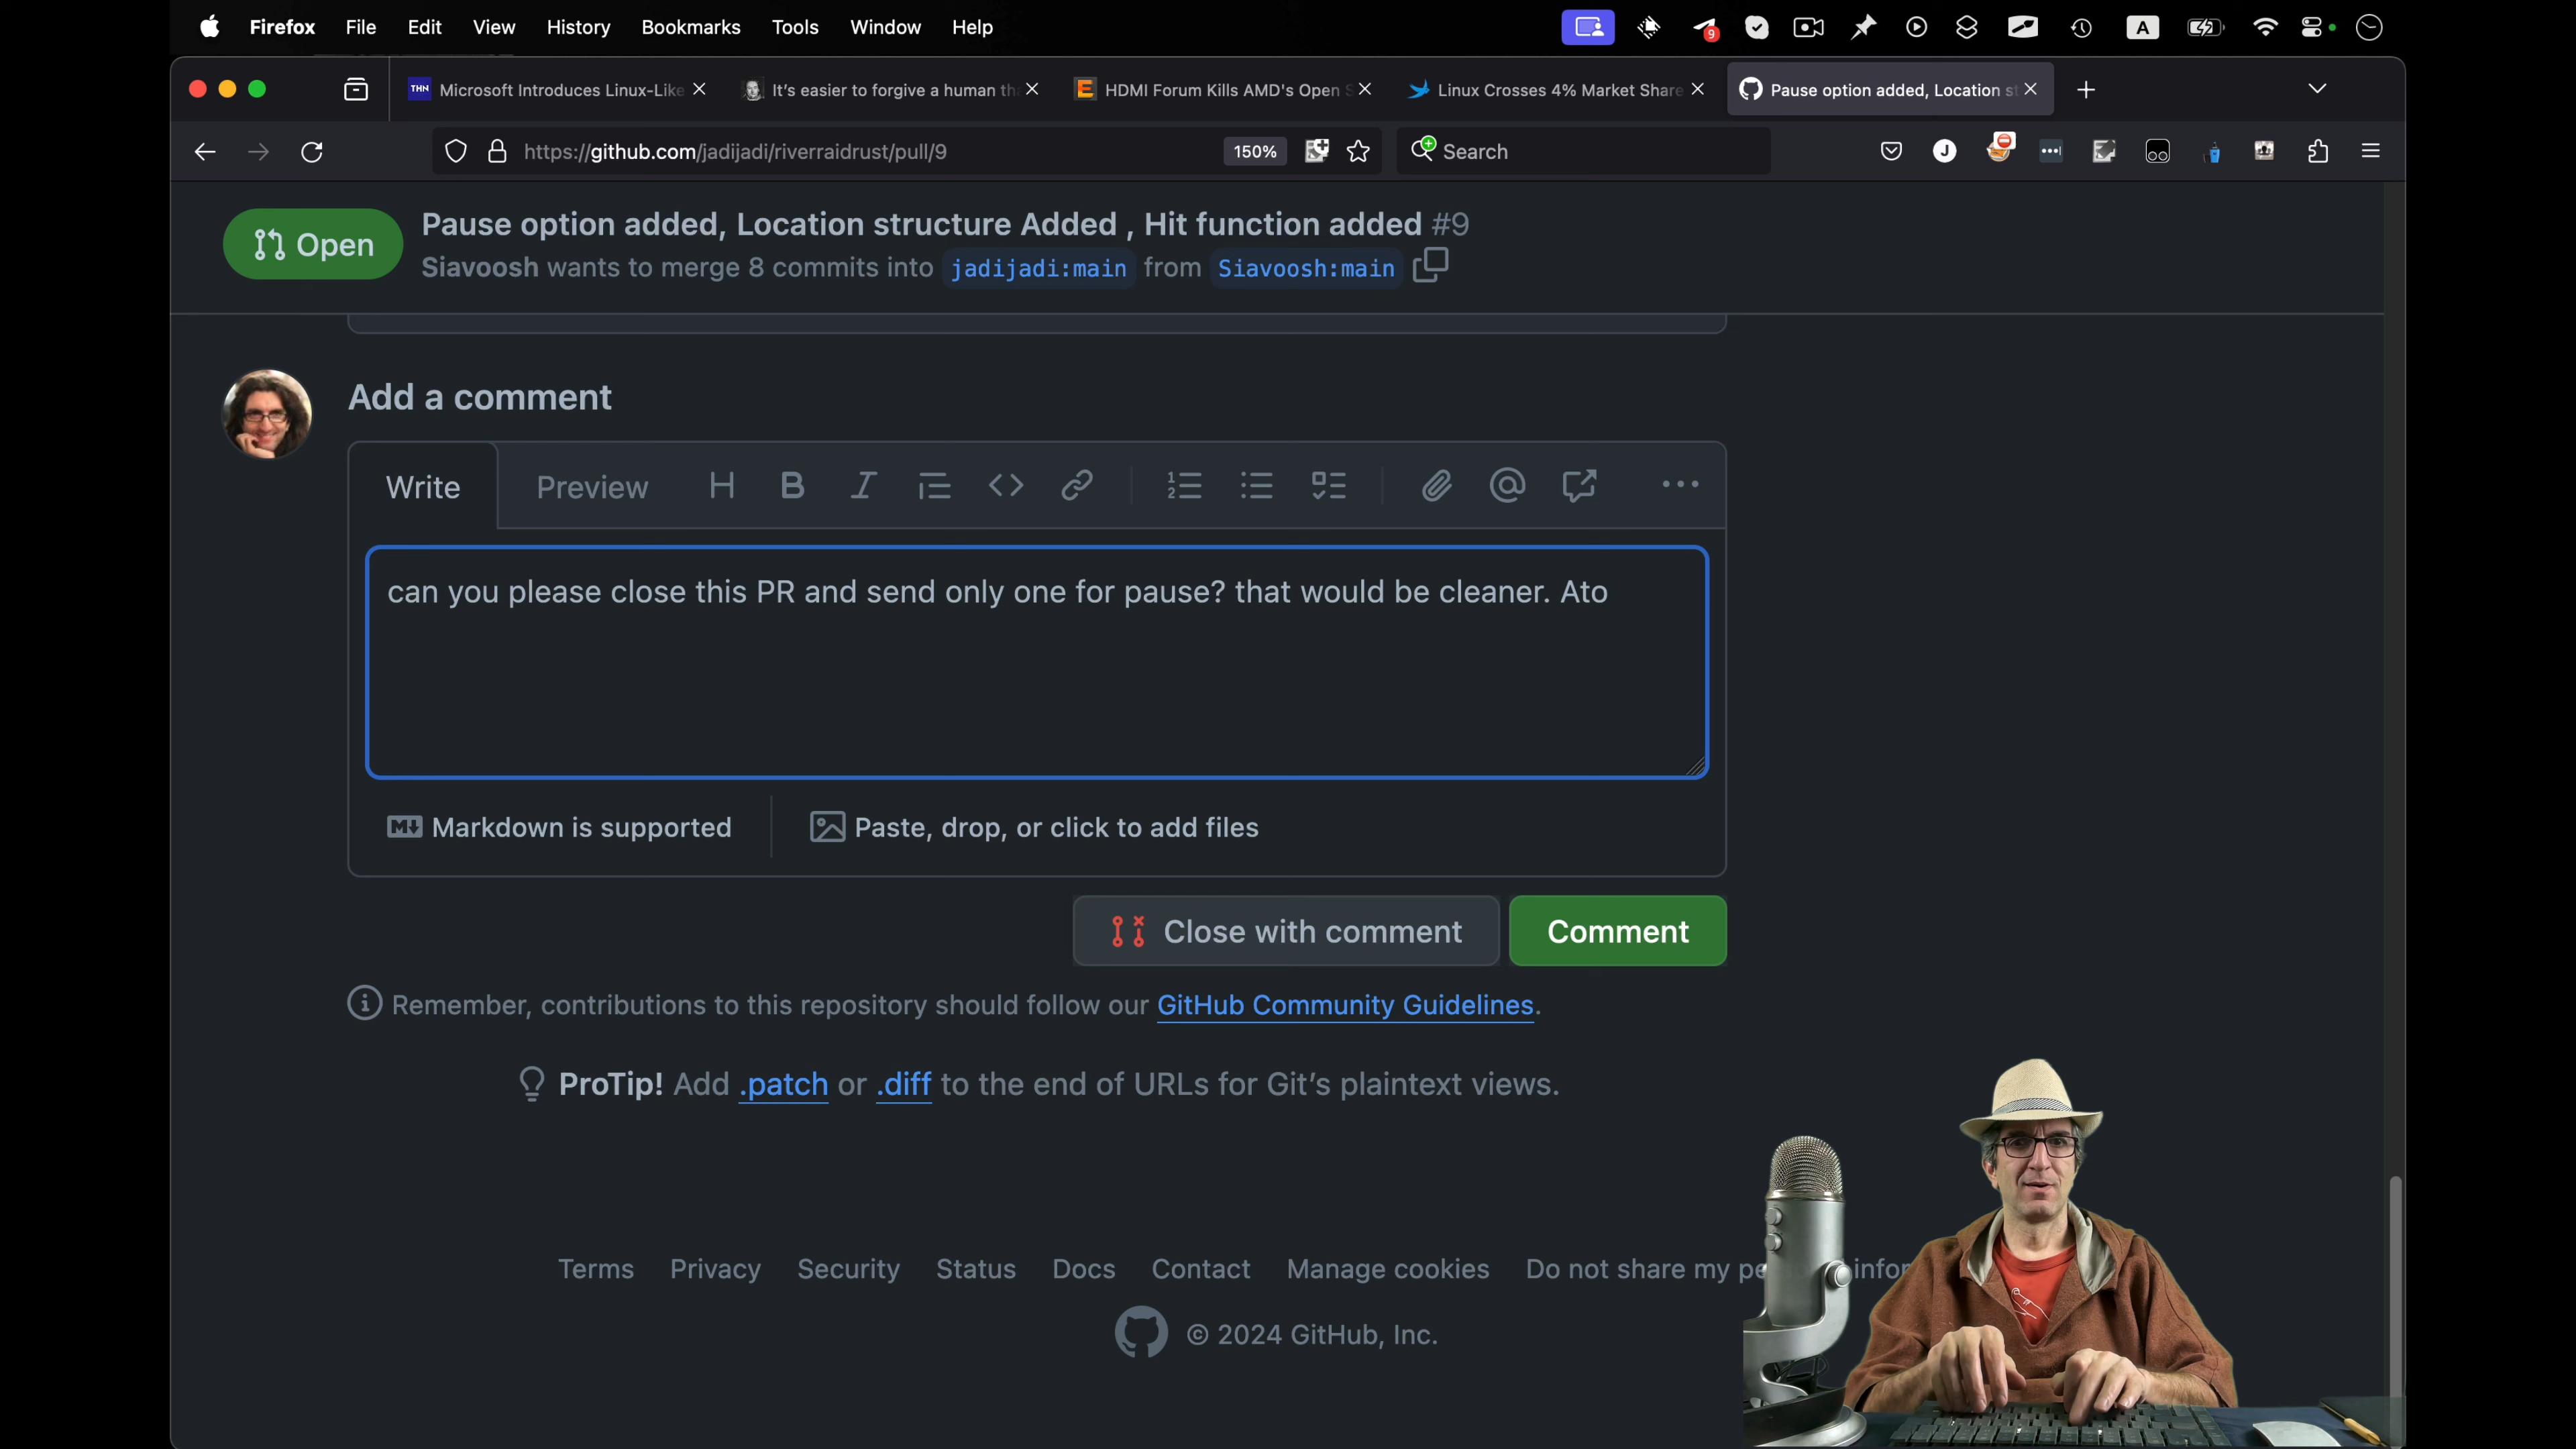 Firefox File Edit View History Bookmarks Tools Window Help
9 A
THN Microsoft Introduces Linux-Like
It's easier to forgive a human th
E HDMI Forum Kills AMD's Open S
Linux Crosses 4% Market Share
Pause option added, Location s
https://github.com/jadijadi/riverraidrust/pull/9 150% Search J
Open
Pause option added, Location structure Added , Hit function added #9
Siavoosh wants to merge 8 commits into jadijadi:main from Siavoosh:main
Add a comment
Write Preview H B I
can you please close this PR and send only one for pause? that would be cleaner. Ato
Markdown is supported Paste, drop, or click to add files
Close with comment Comment
Remember, contributions to this repository should follow our GitHub Community Guidelines.
ProTip! Add .patch or .diff to the end of URLs for Git's plaintext views.
Terms Privacy Security Status Docs Contact Manage cookies Do not share my pe infor
© 2024 GitHub, Inc.